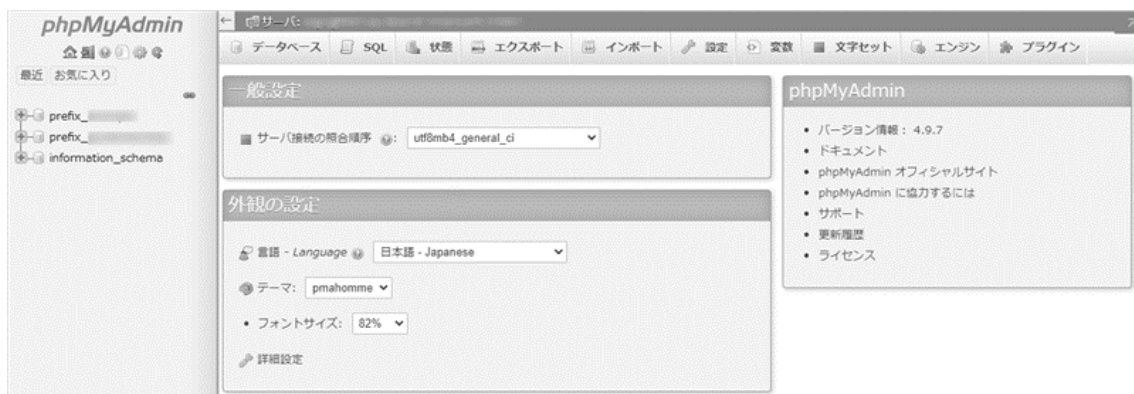 phpMyAdmin
最近 お気に入り
prefix_
prefix_
information_schema
サーバ:
データベース SQL 状態 エクスポート インポート 設定 変数 文字セット エンジン プラグイン
一般設定
サーバ接続の照合順序 : utf8mb4_general_ci
外観の設定
言語 - Language 日本語 - Japanese
テーマ: pmahomme
• フォントサイズ: 82%
詳細設定
phpMyAdmin
• バージョン情報: 4.9.7
• ドキュメント
• phpMyAdmin オフィシャルサイト
• phpMyAdmin に協力するには
• サポート
• 更新履歴
• ライセンス